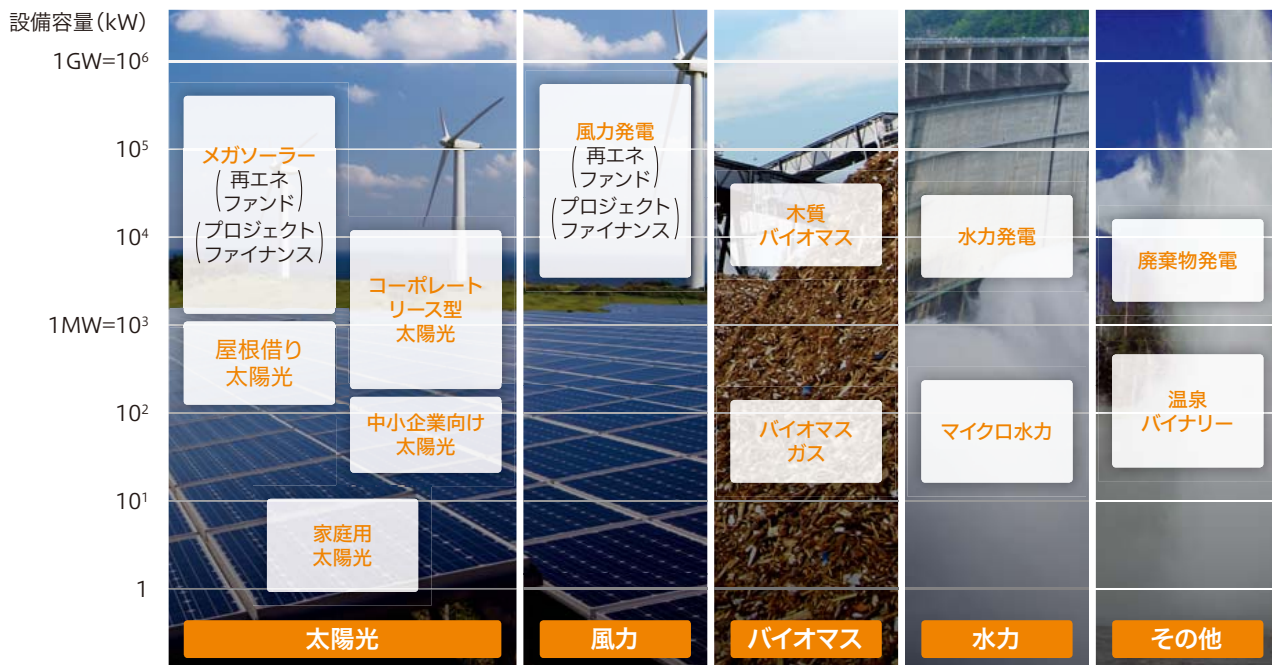 設備容量(kW)
1GW=10⁶
10⁵
10⁴
1MW=10³
10²
10¹
1
メガソーラー
(再エネ
ファンド)
(プロジェクト
ファイナンス)
屋根借り
太陽光
コーポレート
リース型
太陽光
中小企業向け
太陽光
家庭用
太陽光
太陽光
風力発電
(再エネ
ファンド)
(プロジェクト
ファイナンス)
風力
木質
バイオマス
バイオマス
ガス
バイオマス
水力発電
マイクロ水力
水力
廃棄物発電
温泉
バイナリー
その他